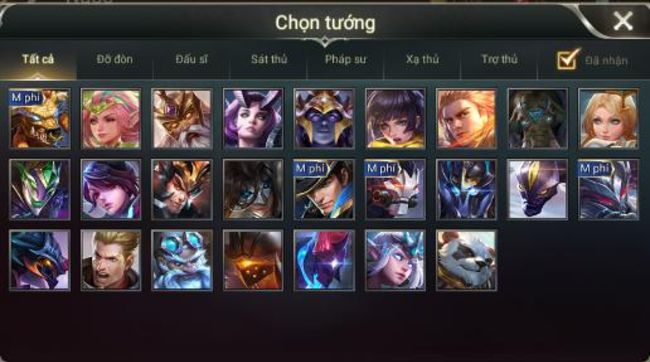 Chọn tướng
Tất cả Đỡ đòn Đấu sĩ Sát thủ Pháp sư Xạ thủ Trợ thủ Đã nhận
M phí
M phí M phí M phí